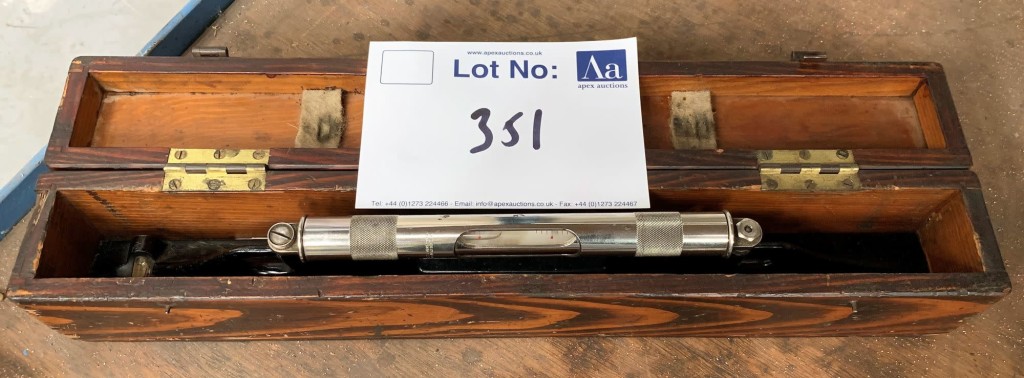 www.apexauctions.co.uk
Lot No:
Aa
apex auctions
351
Tel: +44 (0)1273 224466 - Email: info@apexauctions.co.uk - Fax +44 (0)1273 224467